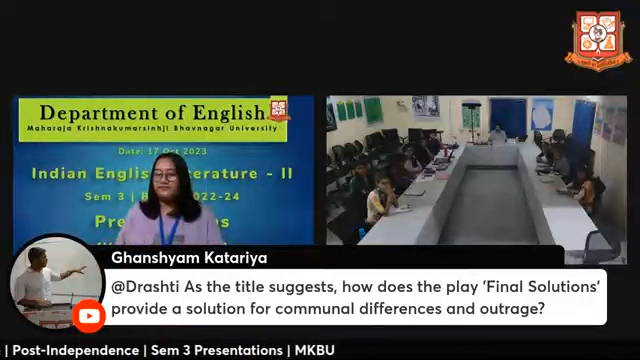 Department of English
Maharaja Krishnakumarsinhji Bhavnagar University
Date: 17 Oct 2023
Indian English Literature - II
Sem 3 | 2022-24
Ghanshyam Katariya
@Drashti As the title suggests, how does the play 'Final Solutions'
provide a solution for communal differences and outrage?
| Post-Independence | Sem 3 Presentations | MKBU